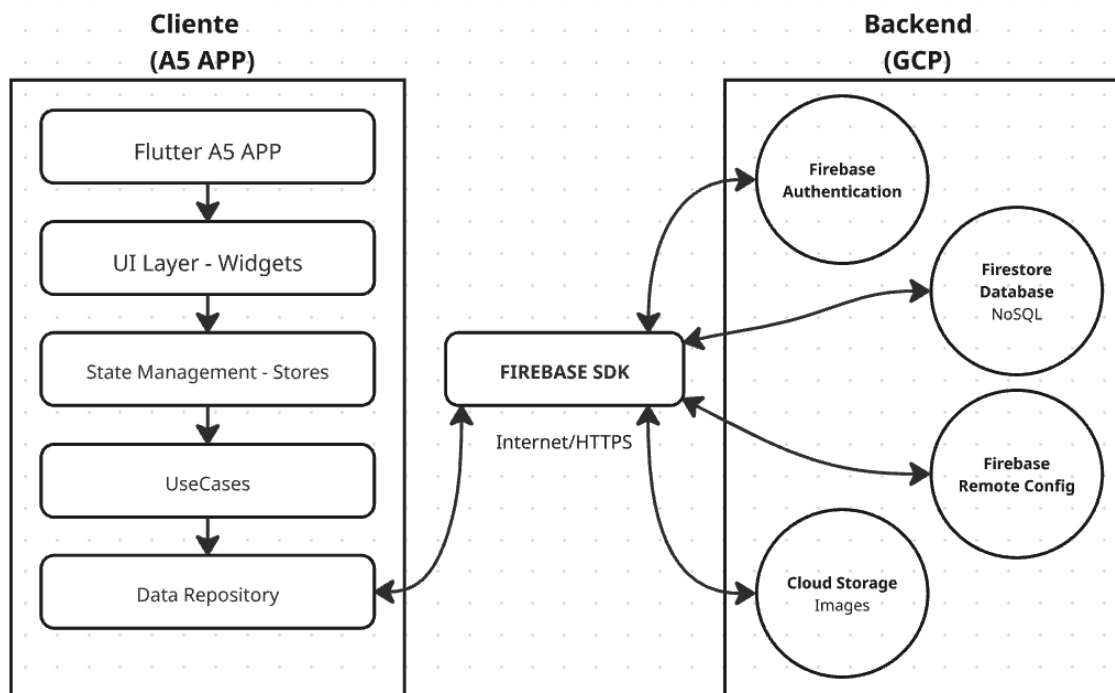 Cliente
(A5 APP)
Flutter A5 APP
UI Layer - Widgets
State Management - Stores
UseCases
Data Repository
FIREBASE SDK
Internet/HTTPS
Backend
(GCP)
Firebase
Authentication
Firestore
Database
NoSQL
Firebase
Remote Config
Cloud Storage
Images